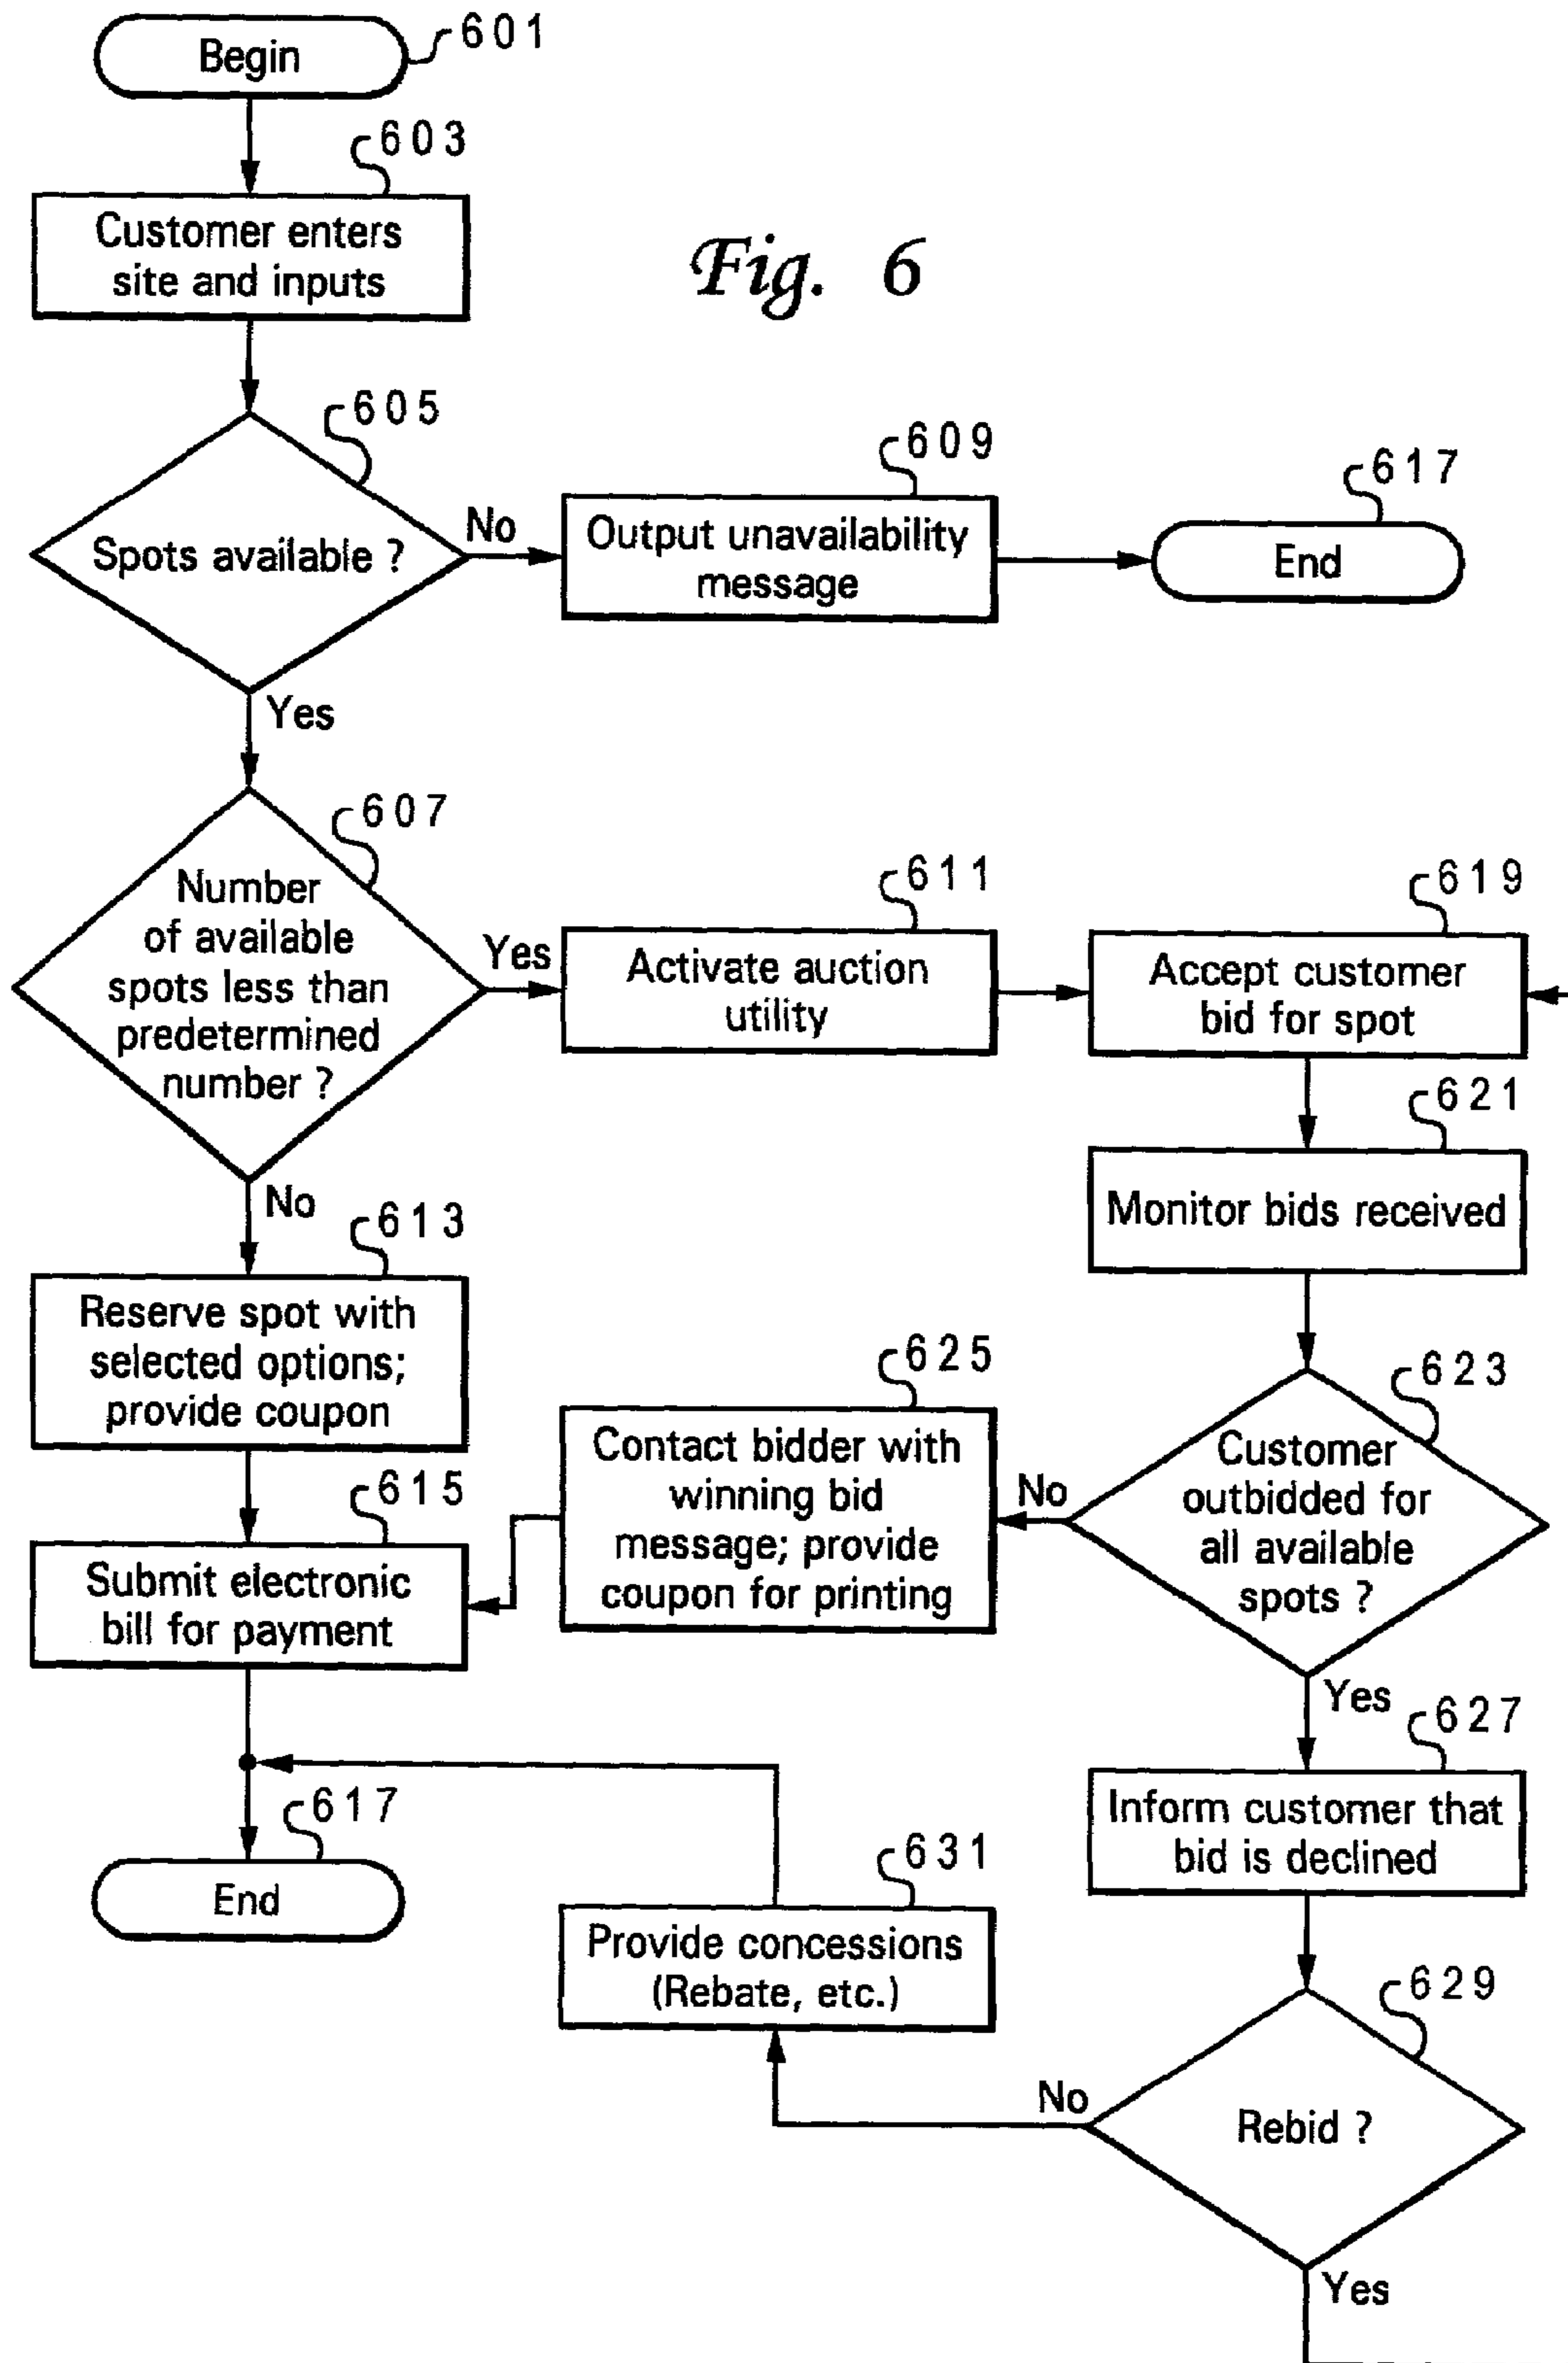 Begin
601
603
Customer enters
site and inputs
Fig. 6
605
Spots available ?
No
609
Output unavailability
message
617
End
Yes
607
Number
of available
spots less than
predetermined
number ?
Yes
611
Activate auction
utility
619
Accept customer
bid for spot
621
Monitor bids received
No
613
Reserve spot with
selected options;
provide coupon
615
Submit electronic
bill for payment
625
Contact bidder with
winning bid
message; provide
coupon for printing
No
623
Customer
outbidded for
all available
spots ?
Yes
627
Inform customer that
bid is declined
617
End
631
Provide concessions
(Rebate, etc.)
No
629
Rebid ?
Yes